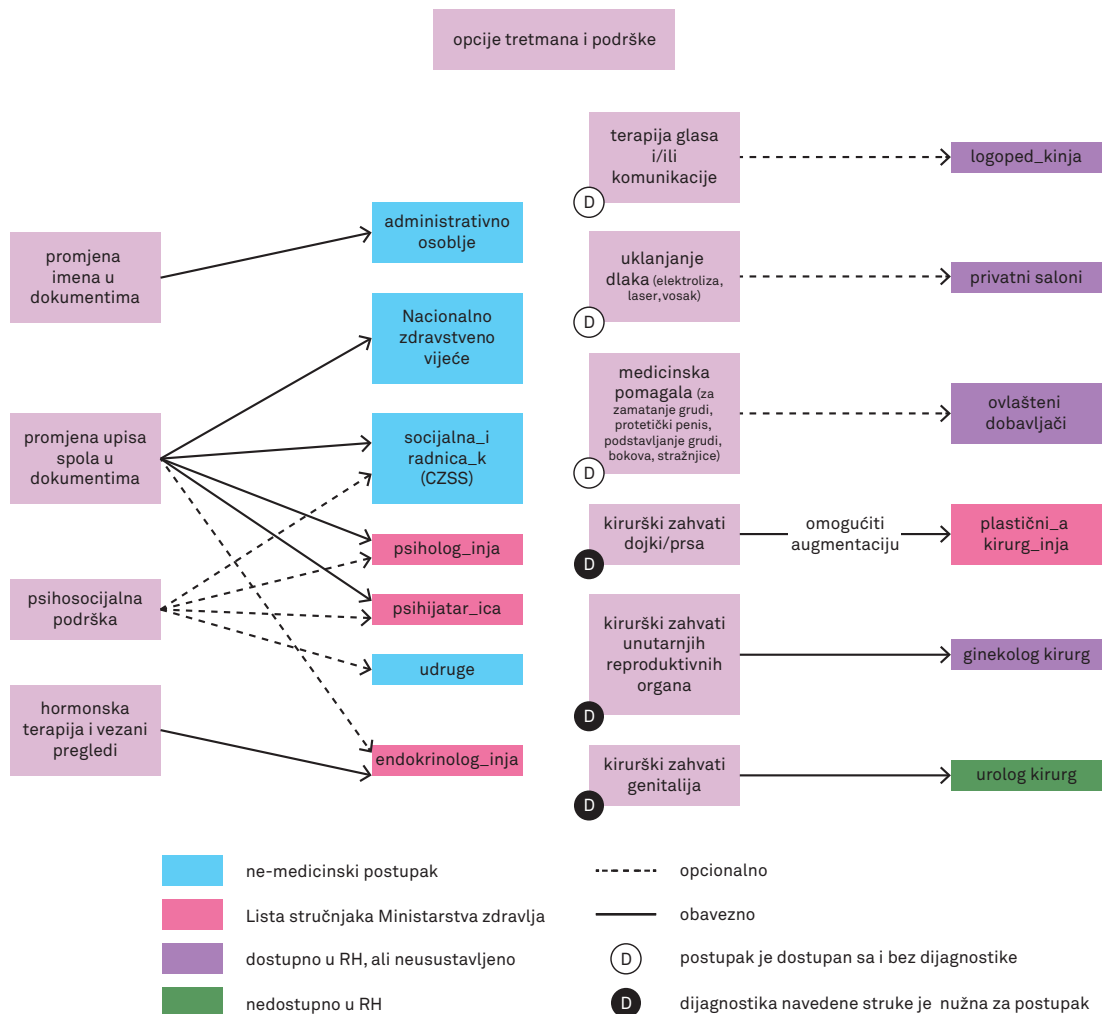 opcije tretmana i podrške
promjena
imena u
dokumentima
promjena upisa
spola u
dokumentima
psihosocijalna
podrška
hormonska
terapija i vezani
pregledi
administrativno
osoblje
Nacionalno
zdravstveno
vijeće
socijalna_i
radnica_k
(CZSS)
psiholog_inja
psihijatar_ica
udruge
endokrinolog_inja
terapija glasa
i/ili
komunikacije
D
logoped_kinja
uklanjanje
dlaka (elektroliza,
laser,vosak)
D
privatni saloni
medicinska
pomagala (za
zamatanje grudi,
protetički penis,
podstavljanje grudi,
bokova, stražnjice)
D
ovlašteni
dobavljači
kirurški zahvati
dojki/prsa
D
omogućiti
augmentaciju
plastični_a
kirurg_inja
kirurški zahvati
unutarnjih
reproduktivnih
organa
D
ginekolog kirurg
kirurški zahvati
genitalija
D
urolog kirurg
ne-medicinski postupak
Lista stručnjaka Ministarstva zdravlja
dostupno u RH, ali neusustavljeno
nedostupno u RH
opcionalno
obavezno
D postupak je dostupan sa i bez dijagnostike
D dijagnostika navedene struke je nužna za postupak